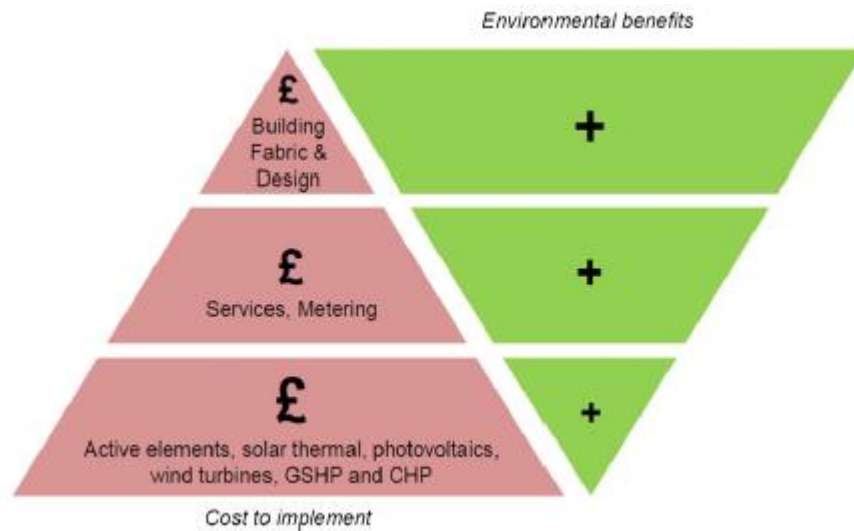 Environmental benefits
£
Building
Fabric &
Design
+
£
Services, Metering
+
£
Active elements, solar thermal, photovoltaics,
wind turbines, GSHP and CHP
+
Cost to implement